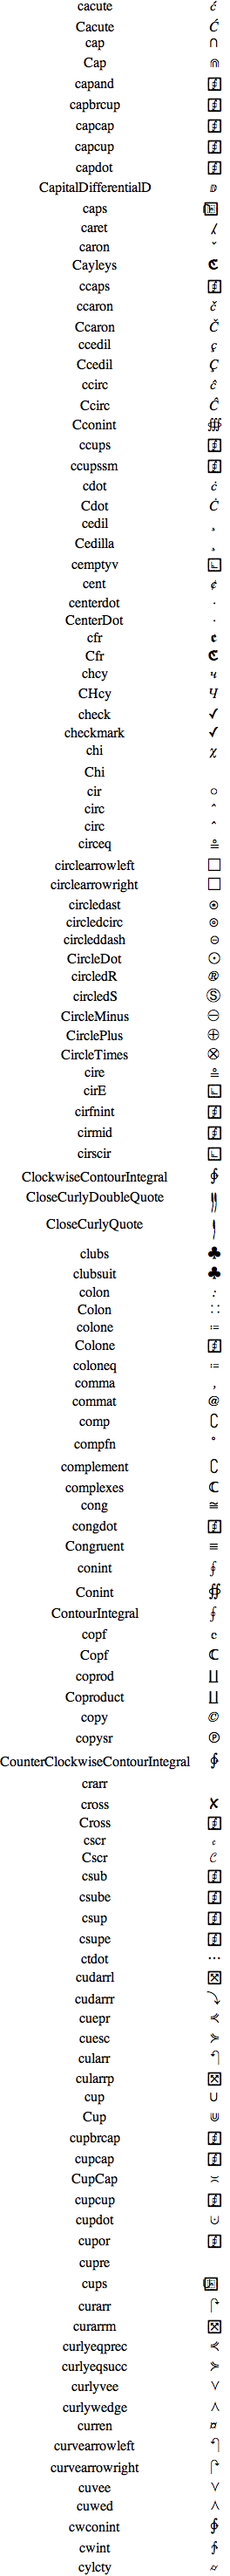 cacute ć
Cacute Ć
cap ∩
Cap ⋒
capand
capbrcup
capcap
capcup
capdot
CapitalDifferentialD ⅅ
caps
caret ⁁
caron ˇ
Cayleys ℭ
ccaps
ccaron č
Ccaron Č
ccedil ç
Ccedil Ç
ccirc ĉ
Ccirc Ĉ
Cconint ∰
ccups
ccupssm
cdot ċ
Cdot Ċ
cedil ¸
Cedilla ¸
cemptyv
cent ¢
centerdot ·
CenterDot ·
cfr 𝔠
Cfr ℭ
chcy ч
CHcy Ч
check ✓
checkmark ✓
chi χ
Chi
cir ○
circ ˆ
circ ˆ
circeq ≗
circlearrowleft □
circlearrowright □
circledast ⊛
circledcirc ⊚
circleddash ⊝
CircleDot ⊙
circledR ®
circledS Ⓢ
CircleMinus ⊖
CirclePlus ⊕
CircleTimes ⊗
cire ≗
cirE
cirfnint
cirmid
cirscir
ClockwiseContourIntegral ∲
CloseCurlyDoubleQuote
CloseCurlyQuote
clubs ♣
clubsuit ♣
colon :
Colon ∷
colone ≔
Colone
coloneq ≔
comma ,
commat @
comp ∁
compfn ∘
complement ∁
complexes ℂ
cong ≅
congdot
Congruent ≡
conint ∮
Conint ∯
ContourIntegral ∮
copf 𝕔
Copf ℂ
coprod ∐
Coproduct ∐
copy ©
copysr ℗
CounterClockwiseContourIntegral ∳
crarr
cross ✗
Cross
cscr 𝒸
Cscr 𝒞
csub
csube
csup
csupe
ctdot ⋯
cudarrl
cudarrr ⤵
cuepr ⋞
cuesc ⋟
cularr ↶
cularrp
cup ∪
Cup ⋓
cupbrcap
cupcap
CupCap ≍
cupcup
cupdot ⊍
cupor
cupre
cups
curarr ↷
curarrm
curlyeqprec ⋞
curlyeqsucc ⋟
curlyvee ⋎
curlywedge ⋏
curren ¤
curvearrowleft ↶
curvearrowright ↷
cuvee ⋎
cuwed ⋏
cwconint ∲
cwint ∱
cylcty ⌭